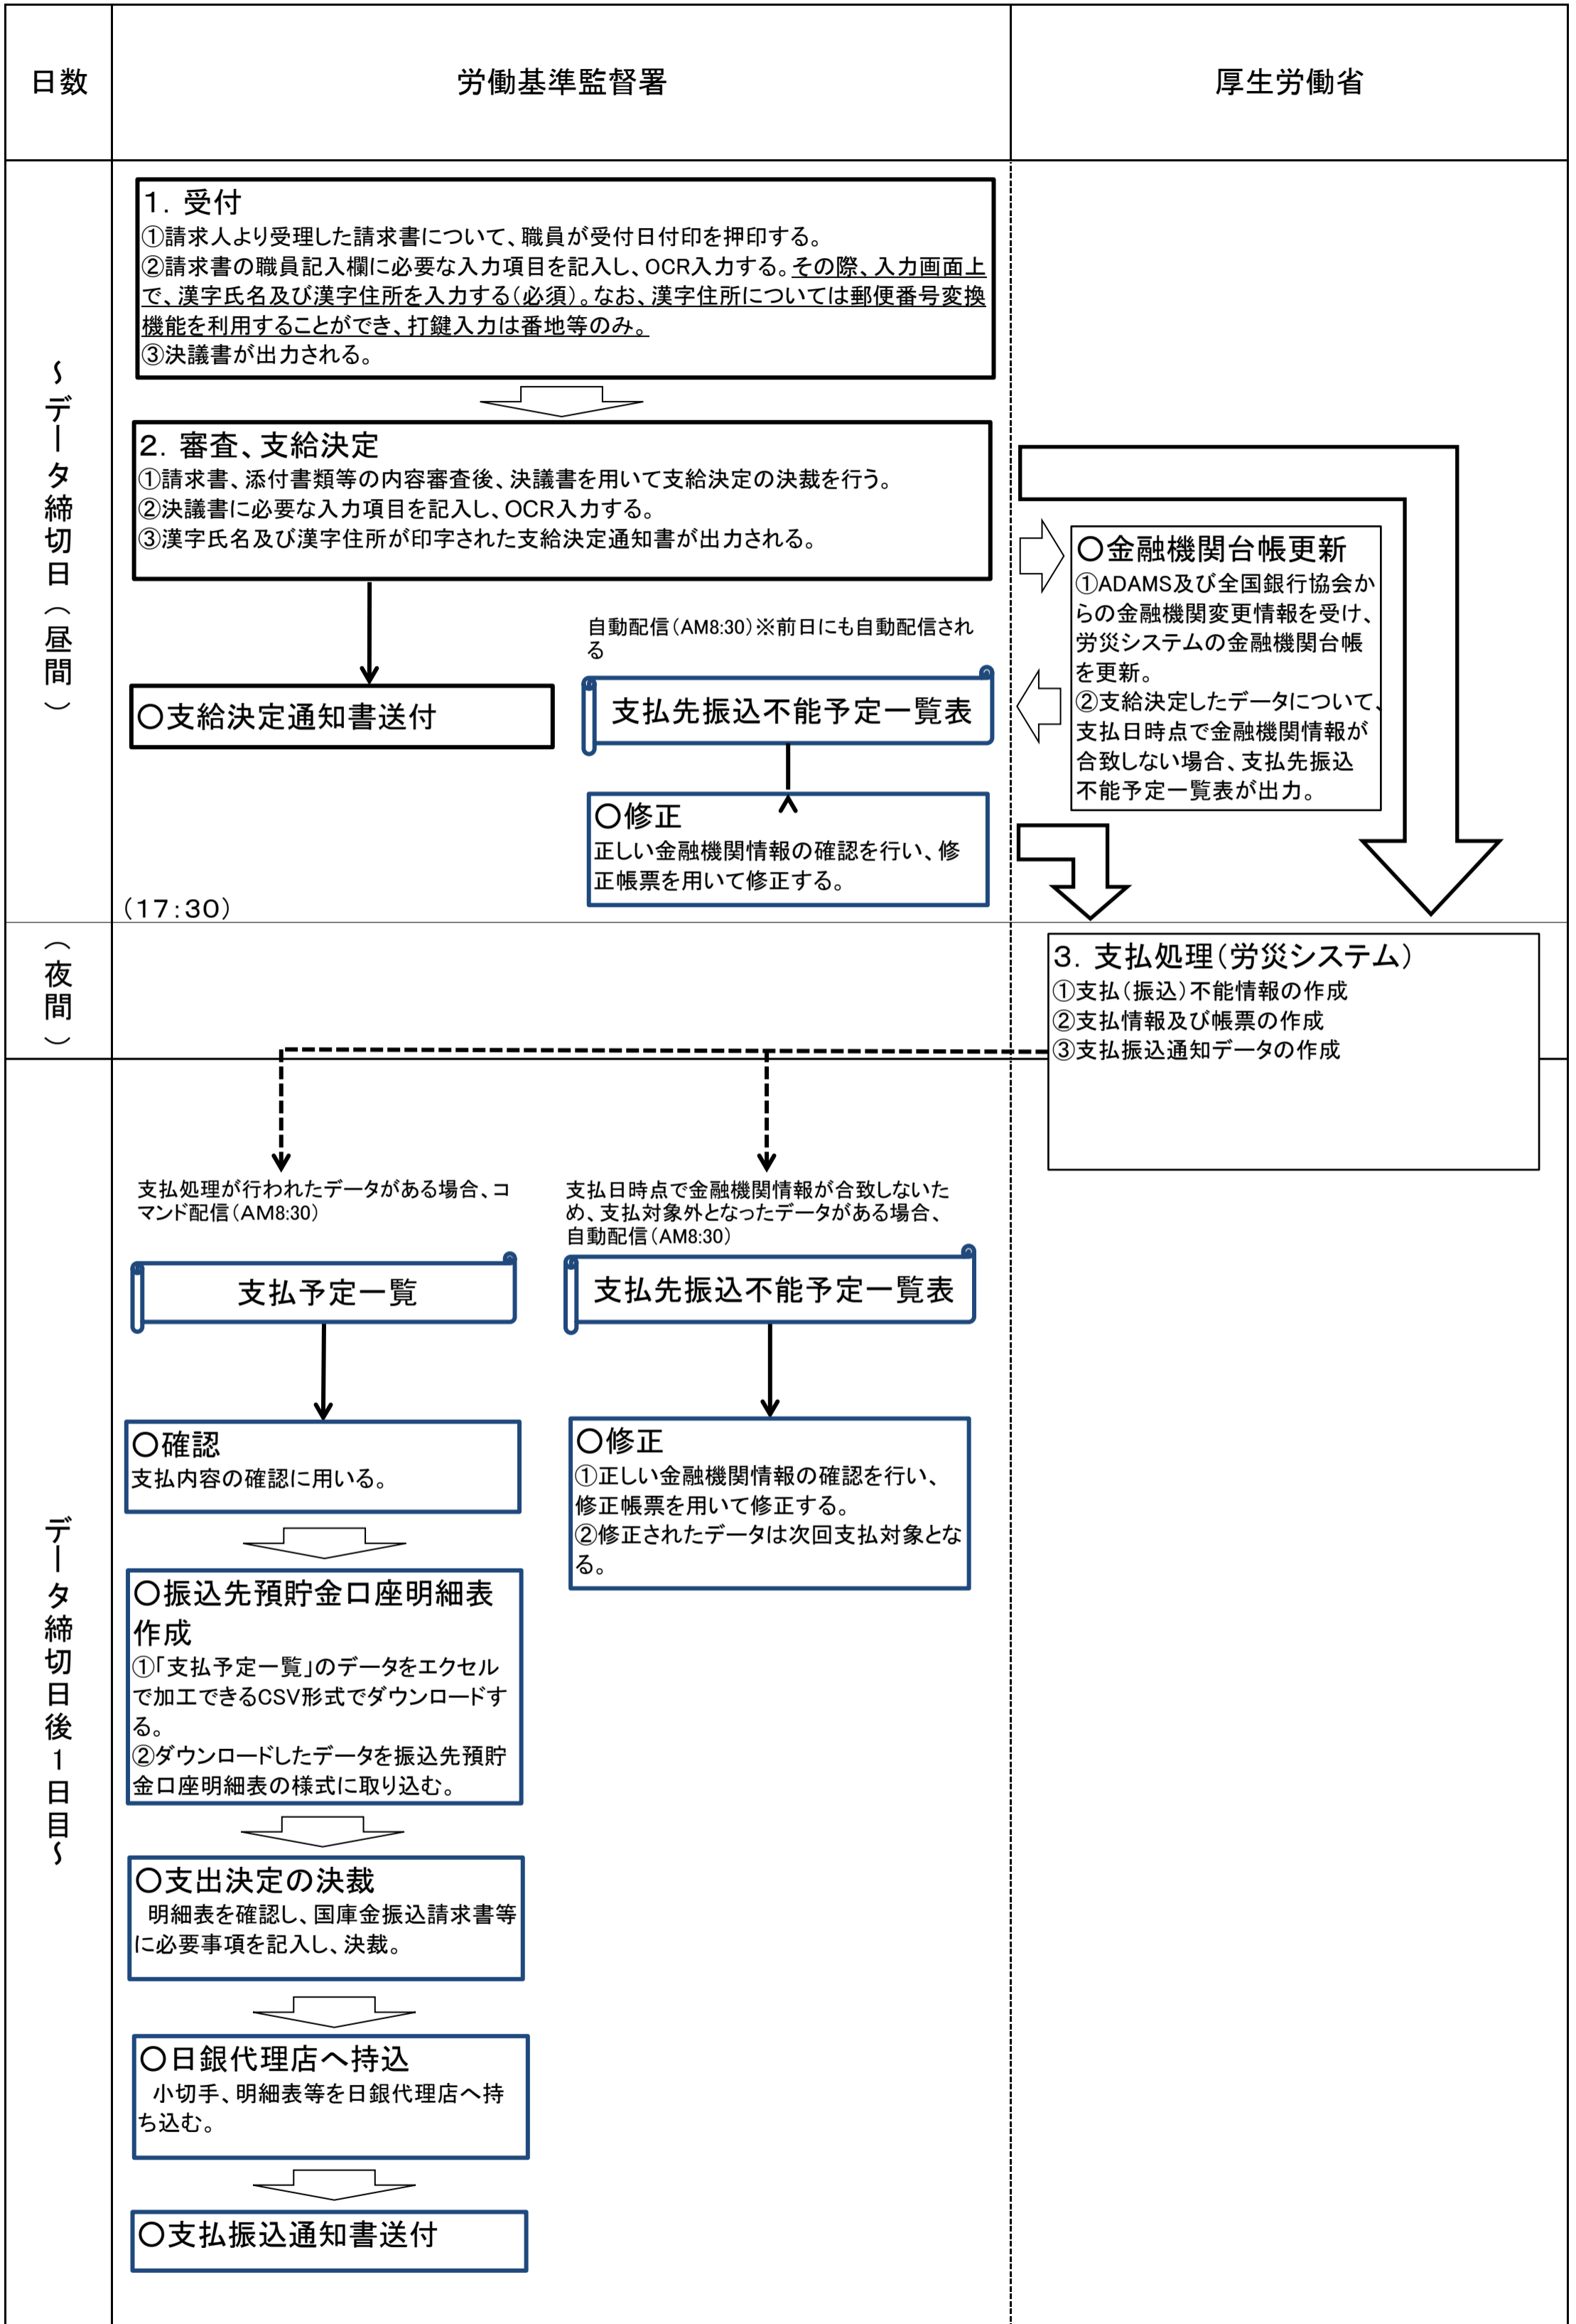 日数
労働基準監督署
厚生労働省
～データ締切日（昼間）
１．受付
①請求人より受理した請求書について、職員が受付日付印を押印する。
②請求書の職員記入欄に必要な入力項目を記入し、OCR入力する。その際、入力画面上
で、漢字氏名及び漢字住所を入力する（必須）。なお、漢字住所については郵便番号変換
機能を利用することができ、打鍵入力は番地等のみ。
③決議書が出力される。
２．審査、支給決定
①請求書、添付書類等の内容審査後、決議書を用いて支給決定の決裁を行う。
②決議書に必要な入力項目を記入し、OCR入力する。
③漢字氏名及び漢字住所が印字された支給決定通知書が出力される。
○支給決定通知書送付
自動配信（AM8:30）※前日にも自動配信され
る
支払先振込不能予定一覧表
○修正
正しい金融機関情報の確認を行い、修
正帳票を用いて修正する。
○金融機関台帳更新
①ADAMS及び全国銀行協会か
らの金融機関変更情報を受け、
労災システムの金融機関台帳
を更新。
②支給決定したデータについて、
支払日時点で金融機関情報が
合致しない場合、支払先振込
不能予定一覧表が出力。
（１７：３０）
（夜間）
３．支払処理（労災システム）
①支払（振込）不能情報の作成
②支払情報及び帳票の作成
③支払振込通知データの作成
データ締切日後１日目～
支払処理が行われたデータがある場合、コ
マンド配信（AM8:30）
支払予定一覧
○確認
支払内容の確認に用いる。
○振込先預貯金口座明細表
作成
①「支払予定一覧」のデータをエクセル
で加工できるCSV形式でダウンロードす
る。
②ダウンロードしたデータを振込先預貯
金口座明細表の様式に取り込む。
○支出決定の決裁
明細表を確認し、国庫金振込請求書等
に必要事項を記入し、決裁。
○日銀代理店へ持込
小切手、明細表等を日銀代理店へ持
ち込む。
○支払振込通知書送付
支払日時点で金融機関情報が合致しないた
め、支払対象外となったデータがある場合、
自動配信（AM8:30）
支払先振込不能予定一覧表
○修正
①正しい金融機関情報の確認を行い、
修正帳票を用いて修正する。
②修正されたデータは次回支払対象とな
る。